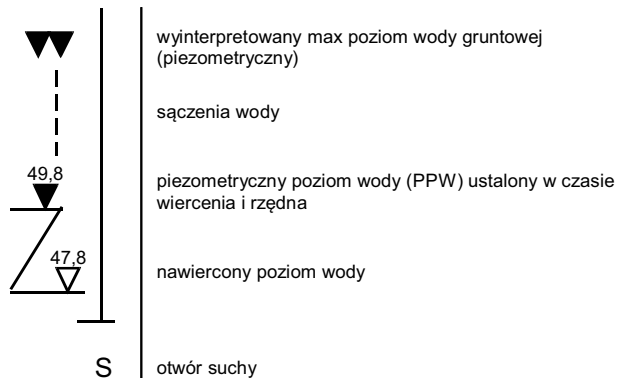 wyinterpretowany max poziom wody gruntowej
(piezometryczny)
sączenia wody
49,8
piezometryczny poziom wody (PPW) ustalony w czasie
wiercenia i rzędna
47,8
nawiercony poziom wody
S
otwór suchy